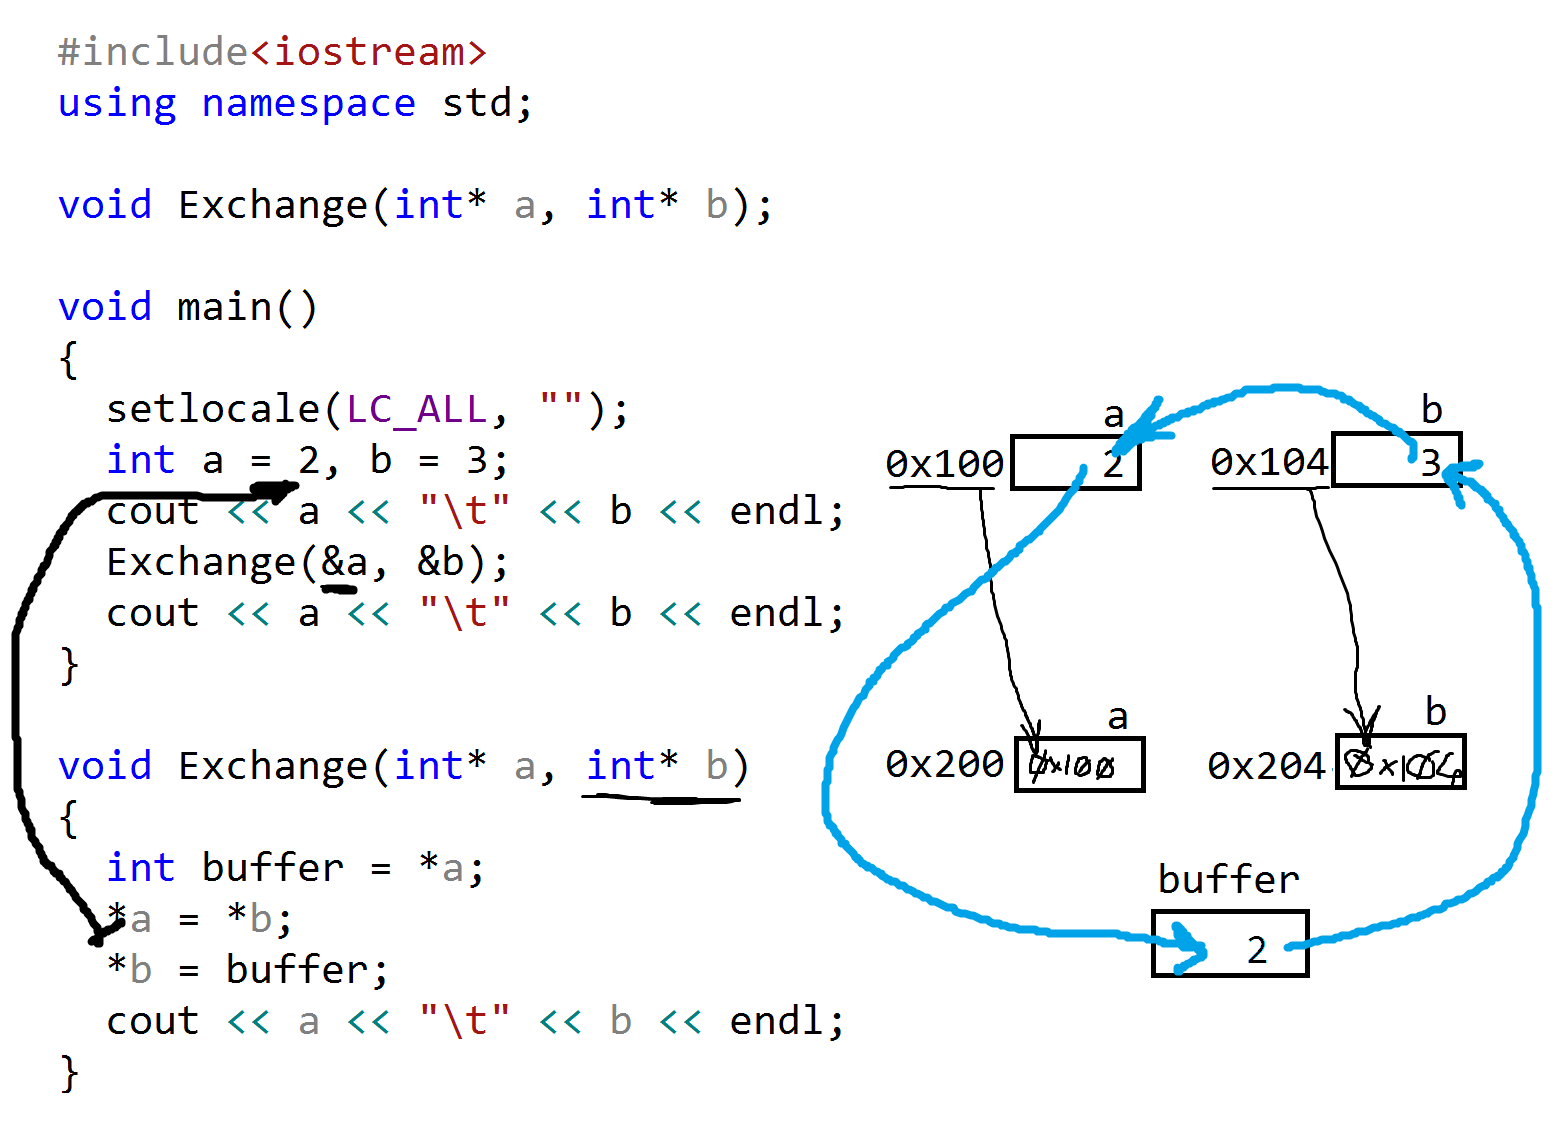 #include<iostream>
using namespace std;
void Exchange(int* a, int* b);
void main()
{
setlocale(LC_ALL, "");
int a = 2, b = 3;
cout << a << "\t" << b << endl;
Exchange(&a, &b);
cout << a << "\t" << b << endl;
}
void Exchange(int* a, int* b)
{
int buffer = *a;
*a = *b;
*b = buffer;
cout << a << "\t" << b << endl;
}
a b
0x100 2 0x104 3
a b
0x200 0x100 0x204 0x104
buffer
2